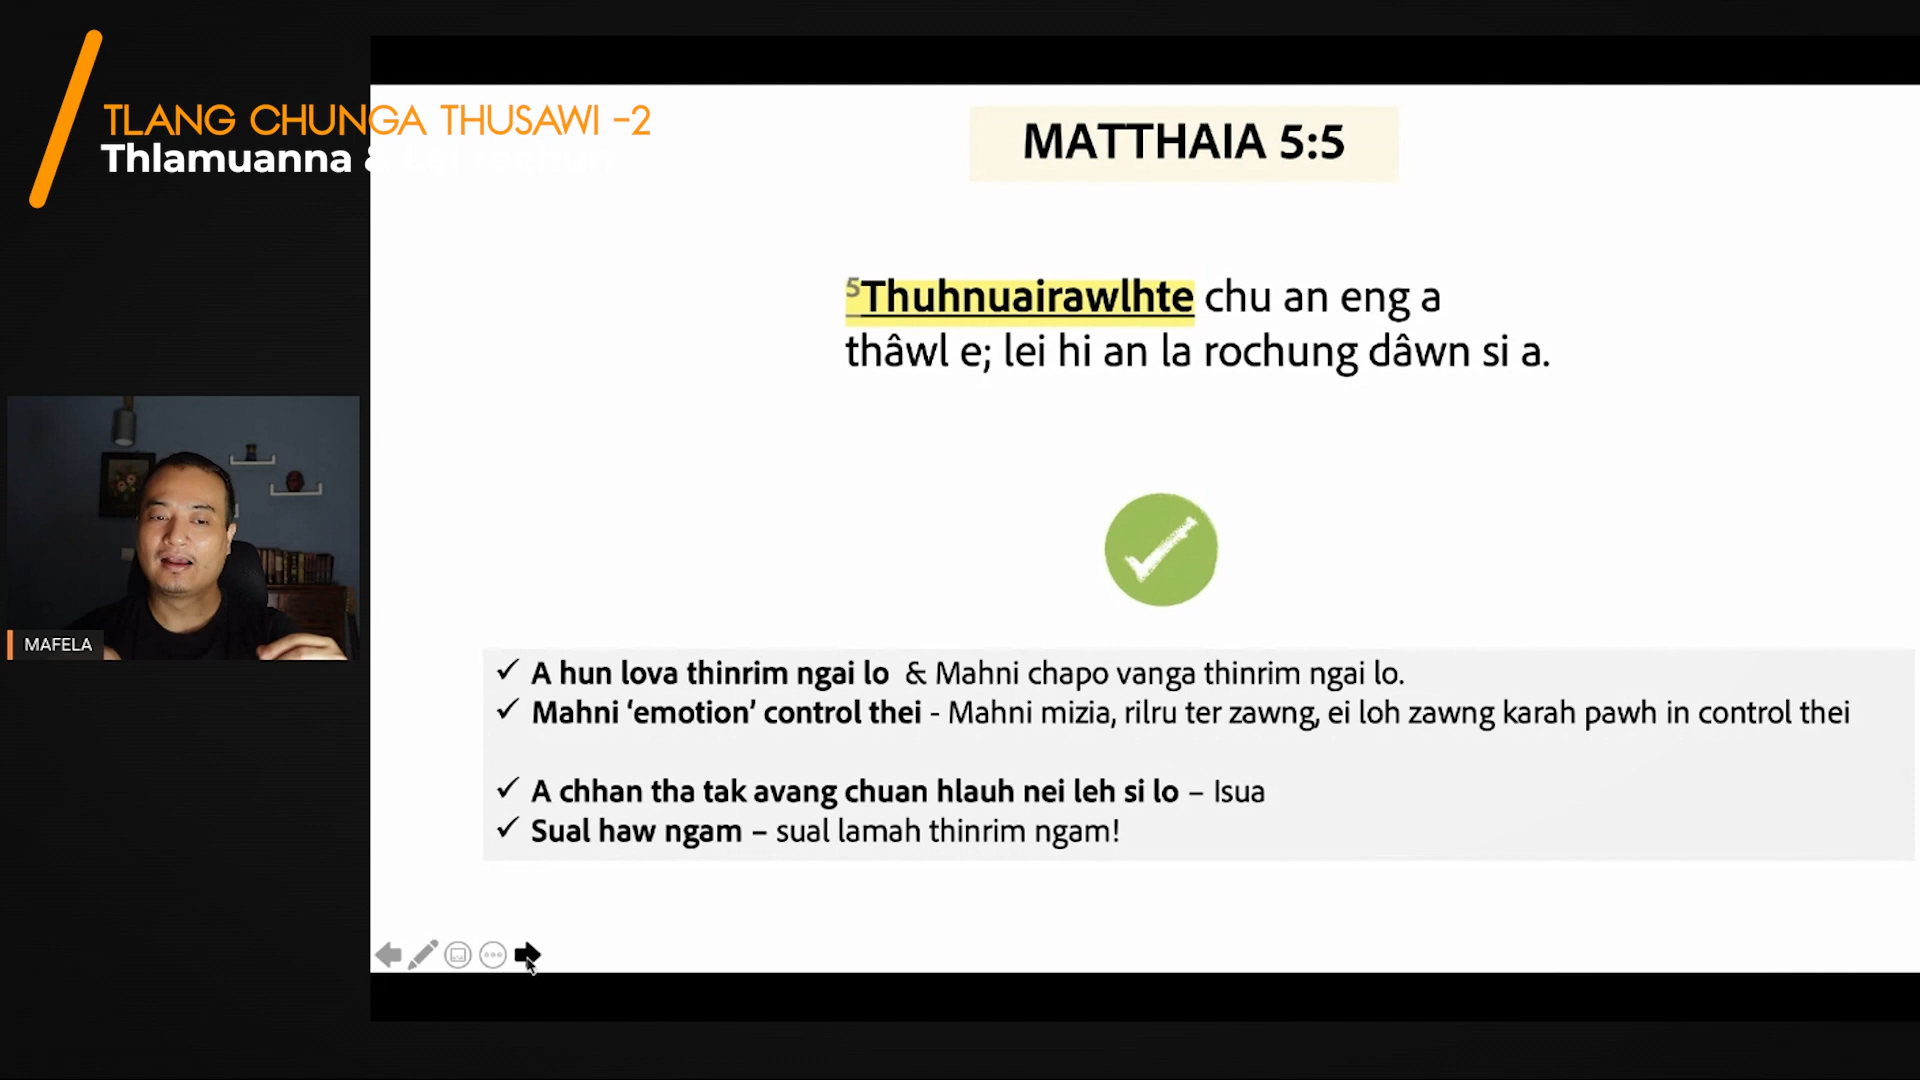 TLANG CHUNGA THUSAWI -2
Thlamuanna & Lei rochun
MATTHAIA 5:5
5Thuhnuairawlhte chu an eng a
thâwl e; lei hi an la rochung dâwn si a.
✓ A hun lova thinrim ngai lo & Mahni chapo vanga thinrim ngai lo.
✓ Mahni ‘emotion’ control thei - Mahni mizia, rilru ter zawng, ei loh zawng karah pawh in control thei
✓ A chhan tha tak avang chuan hlauh nei leh si lo – Isua
✓ Sual haw ngam – sual lamah thinrim ngam!
MAFELA